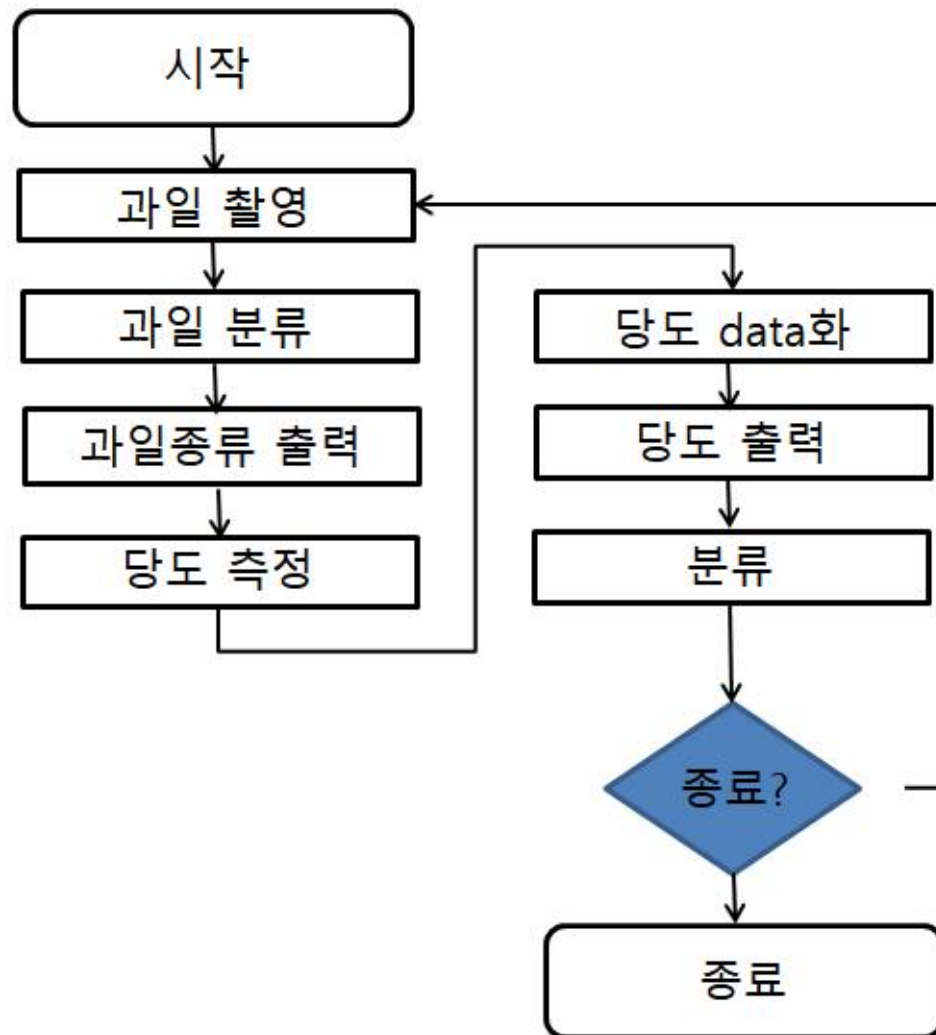 시작
과일 촬영
과일 분류
과일종류 출력
당도 측정
당도 data화
당도 출력
분류
종료?
종료